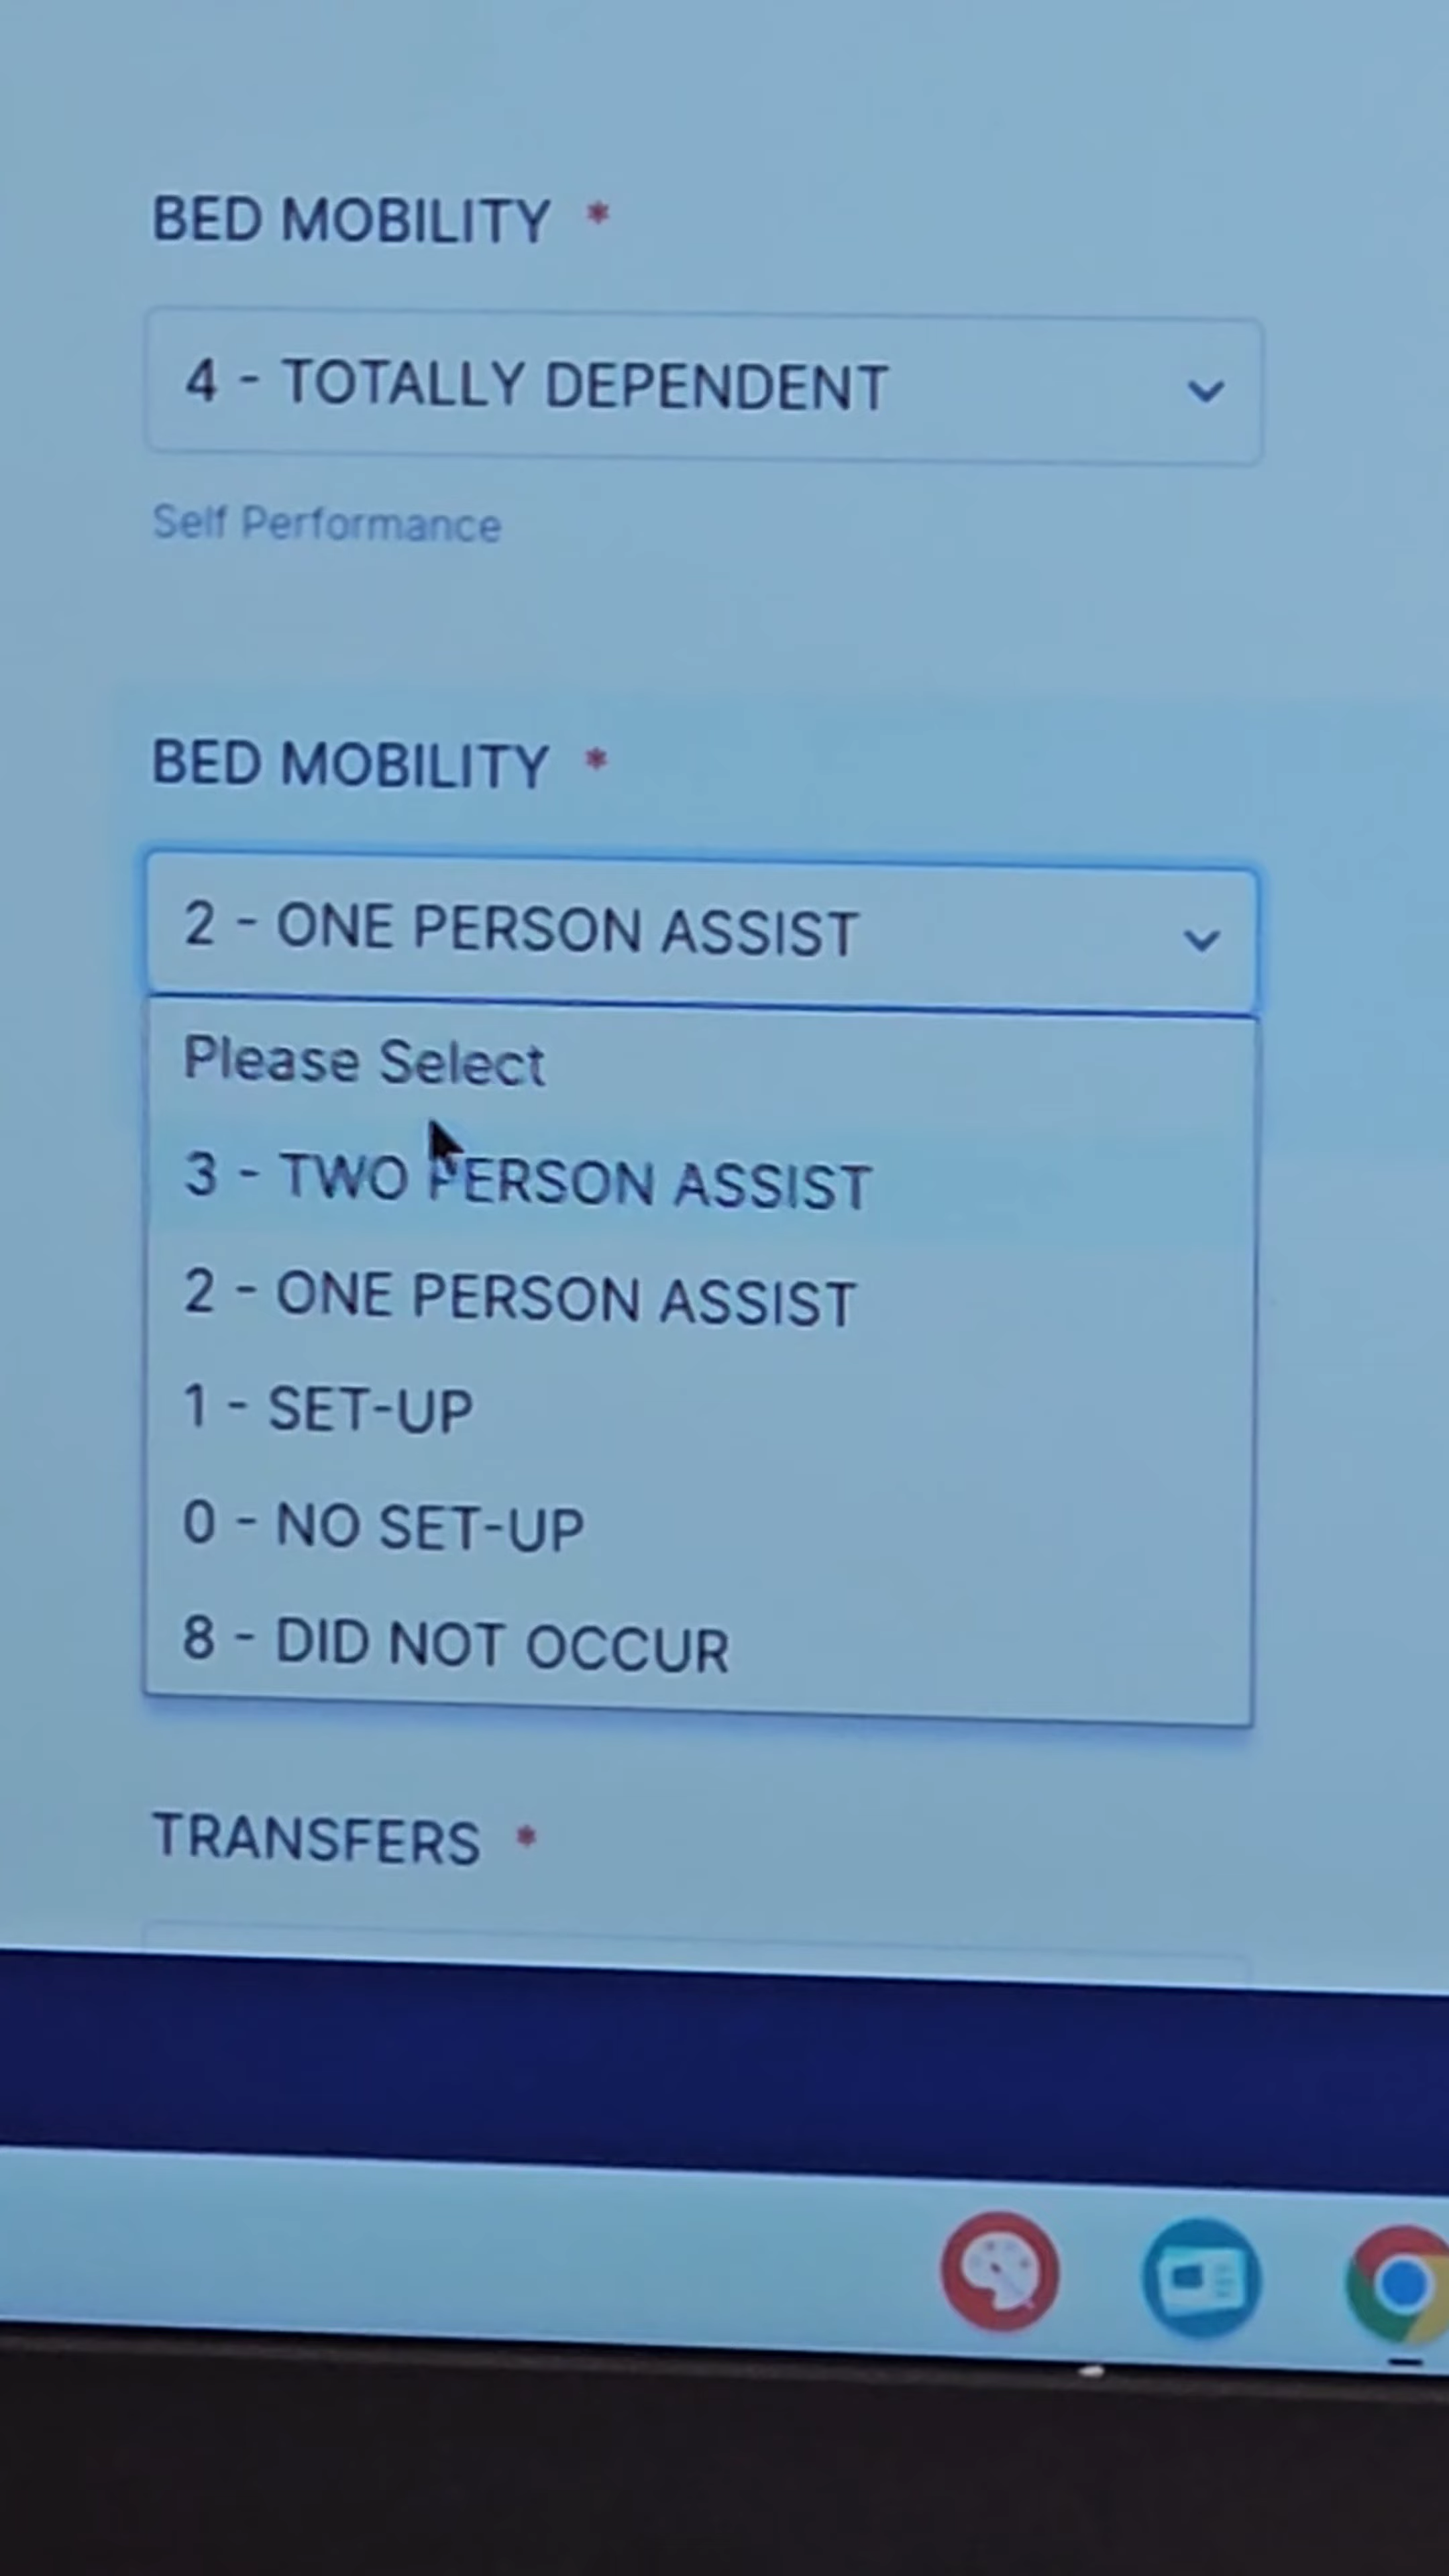 BED MOBILITY *
4 - TOTALLY DEPENDENT
Self Performance
BED MOBILITY *
2 - ONE PERSON ASSIST
Please Select
3 - TWO PERSON ASSIST
2 - ONE PERSON ASSIST
1 - SET-UP
0 - NO SET-UP
8 - DID NOT OCCUR
TRANSFERS *